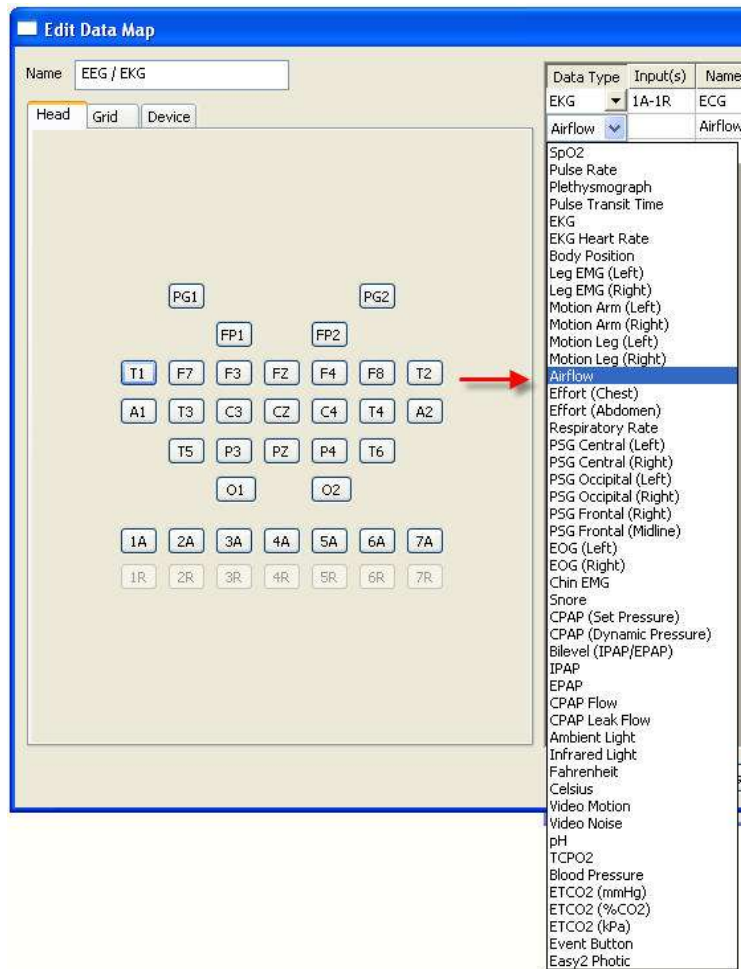 Edit Data Map
Name EEG / EKG
Head Grid Device
Data Type Input(s) Name
EKG 1A-1R ECG
Airflow Airflow
PG1 PG2
FP1 FP2
T1 F7 F3 FZ F4 F8 T2
A1 T3 C3 CZ C4 T4 A2
T5 P3 PZ P4 T6
O1 O2
1A 2A 3A 4A 5A 6A 7A
1R 2R 3R 4R 5R 6R 7R
SpO2
Pulse Rate
Plethysmograph
Pulse Transit Time
EKG
EKG Heart Rate
Body Position
Leg EMG (Left)
Leg EMG (Right)
Motion Arm (Left)
Motion Arm (Right)
Motion Leg (Left)
Motion Leg (Right)
Airflow
Effort (Chest)
Effort (Abdomen)
Respiratory Rate
PSG Central (Left)
PSG Central (Right)
PSG Occipital (Left)
PSG Occipital (Right)
PSG Frontal (Right)
PSG Frontal (Midline)
EOG (Left)
EOG (Right)
Chin EMG
Snore
CPAP (Set Pressure)
CPAP (Dynamic Pressure)
Bilevel (IPAP/EPAP)
IPAP
EPAP
CPAP Flow
CPAP Leak Flow
Ambient Light
Infrared Light
Fahrenheit
Celsius
Video Motion
Video Noise
pH
TCPO2
Blood Pressure
ETCO2 (mmHg)
ETCO2 (%CO2)
ETCO2 (kPa)
Event Button
Easy2 Photic